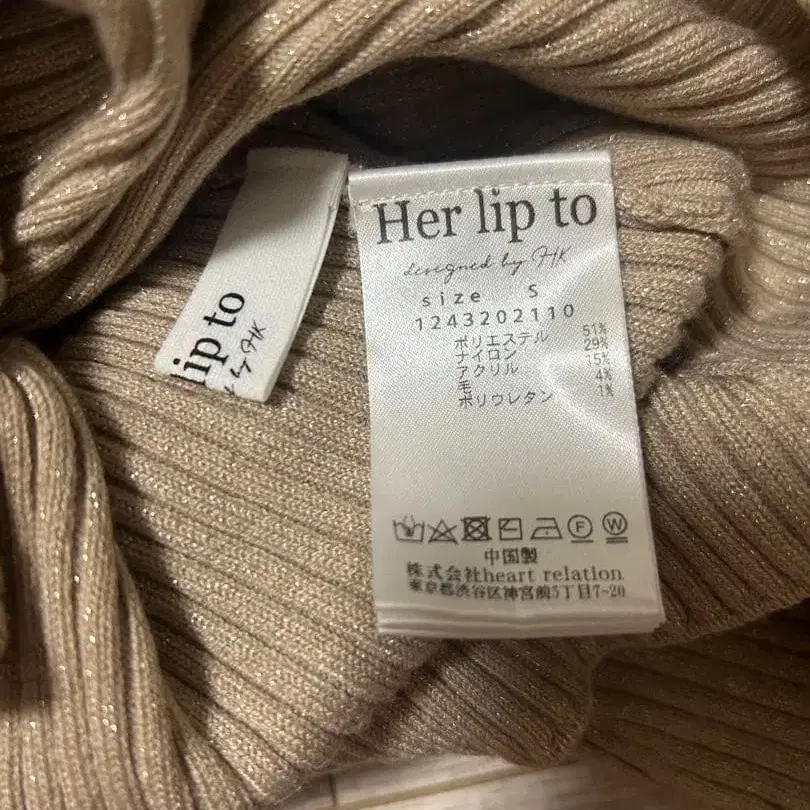 lip to
by HK
Her lip to
designed by HK
size S
1243202110
ポリエステル 51%
ナイロン 29%
アクリル 15%
毛 4%
ポリウレタン 1%
F W
中国製
株式会社heart relation
東京都渋谷区神宮前5丁目7-20